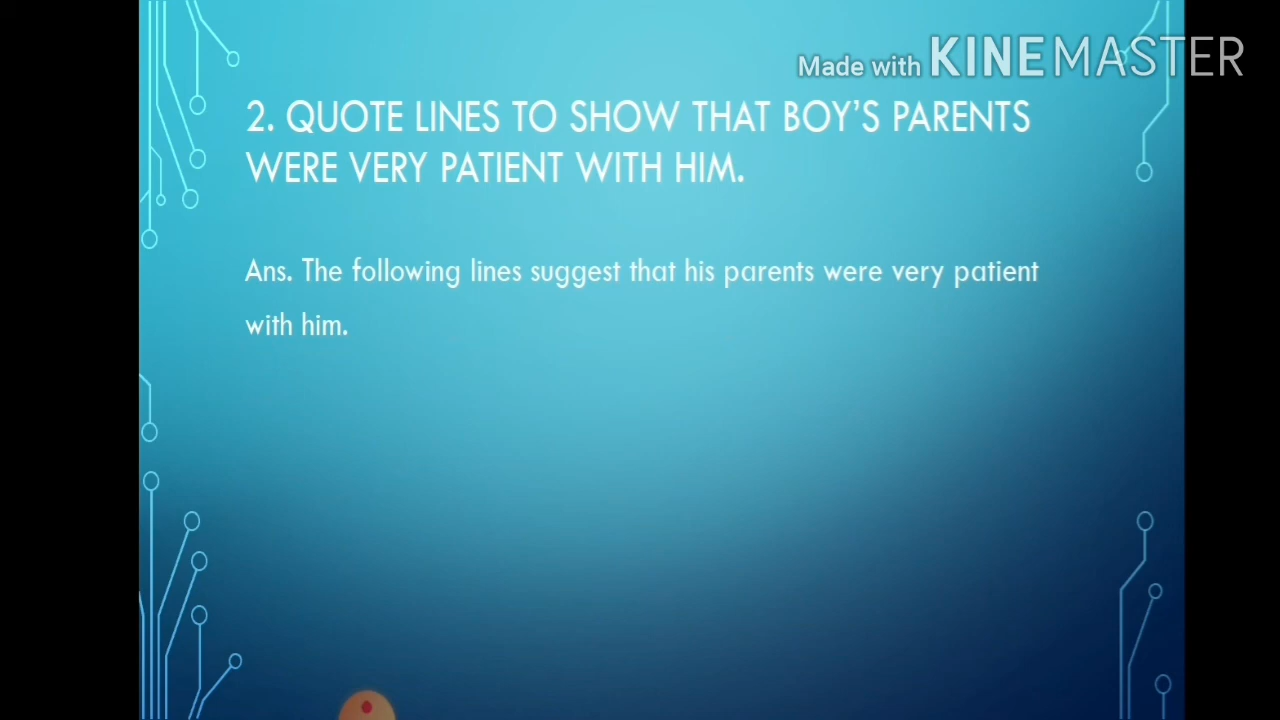 Made with KINEMASTER
2. QUOTE LINES TO SHOW THAT BOY’S PARENTS
WERE VERY PATIENT WITH HIM.
Ans. The following lines suggest that his parents were very patient
with him.